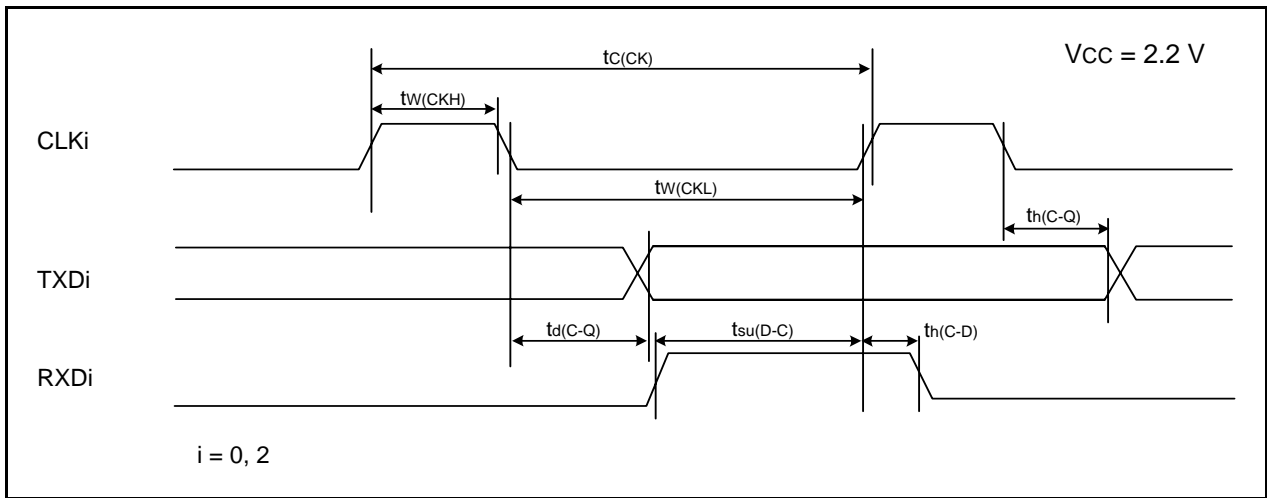 tC(CK)
VCC = 2.2 V
tW(CKH)
CLKi
tW(CKL)
th(C-Q)
TXDi
td(C-Q)
tsu(D-C)
th(C-D)
RXDi
i = 0, 2